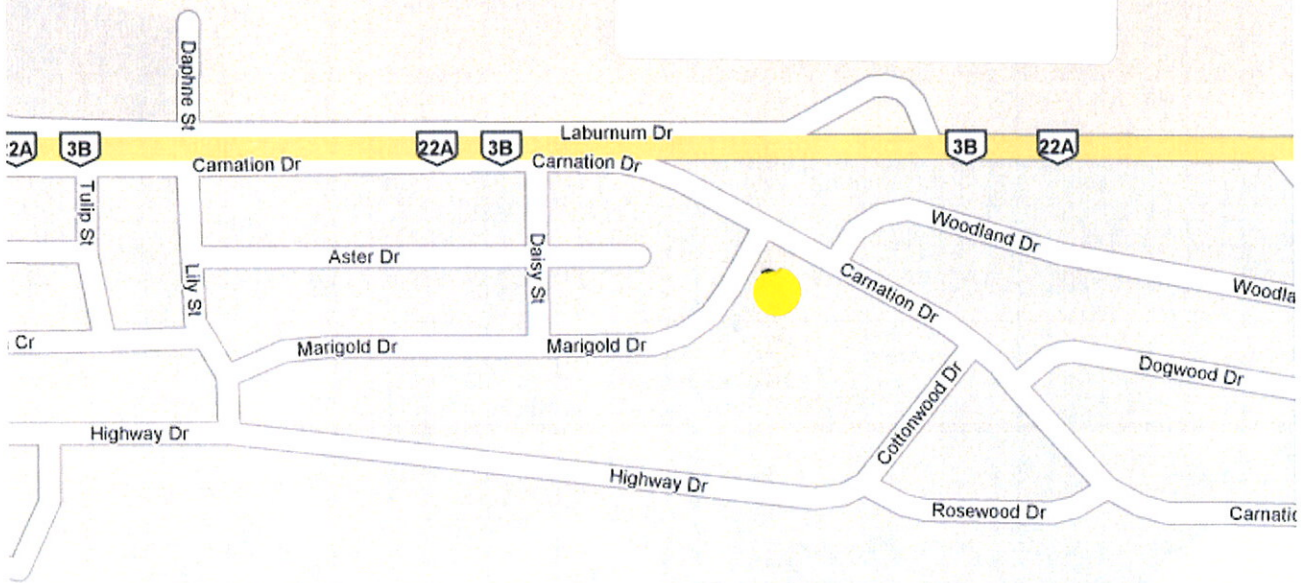 Daphne St
Laburnum Dr
22A
3B
22A
3B
3B
22A
Carnation Dr
Carnation Dr
Tulip St
Woodland Dr
Aster Dr
Daisy St
Lily St
Carnation Dr
Woodla
Cr
Marigold Dr
Marigold Dr
Dogwood Dr
Cottonwood Dr
Highway Dr
Highway Dr
Rosewood Dr
Carnatio